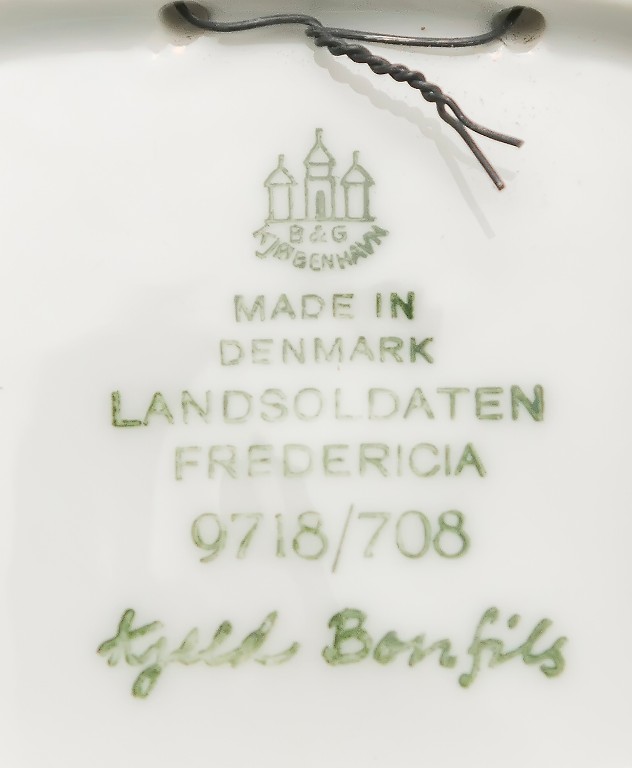 B&G
KJØBENHAVN
MADE IN
DENMARK
LANDSOLDATEN
FREDERICIA
9718/708
Kjeld Bonfils